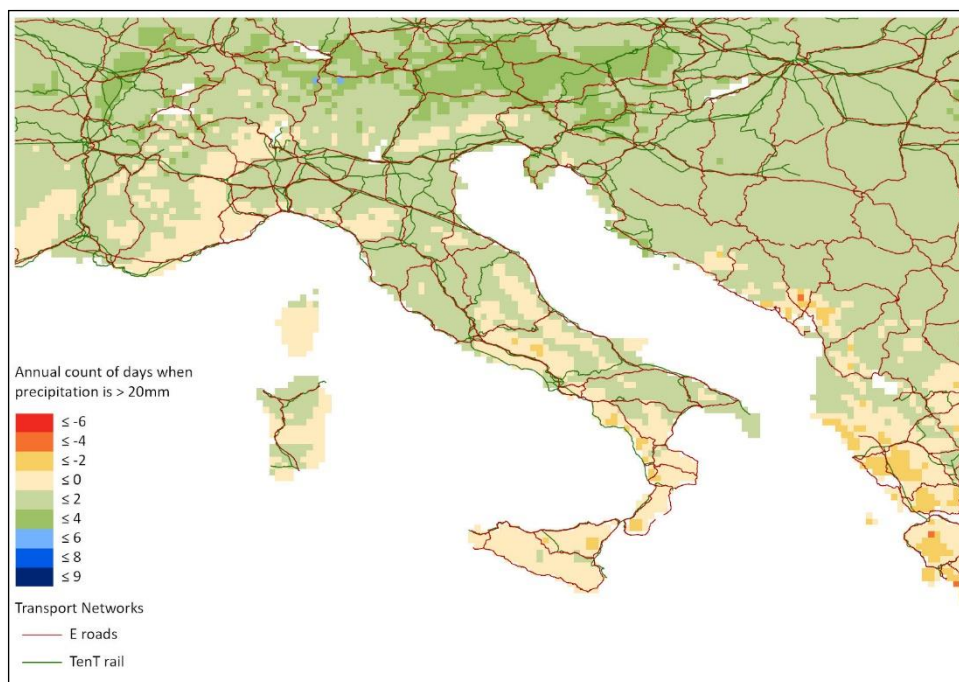 Annual count of days when
precipitation is > 20mm
≤ -6
≤ -4
≤ -2
≤ 0
≤ 2
≤ 4
≤ 6
≤ 8
≤ 9
Transport Networks
E roads
TenT rail